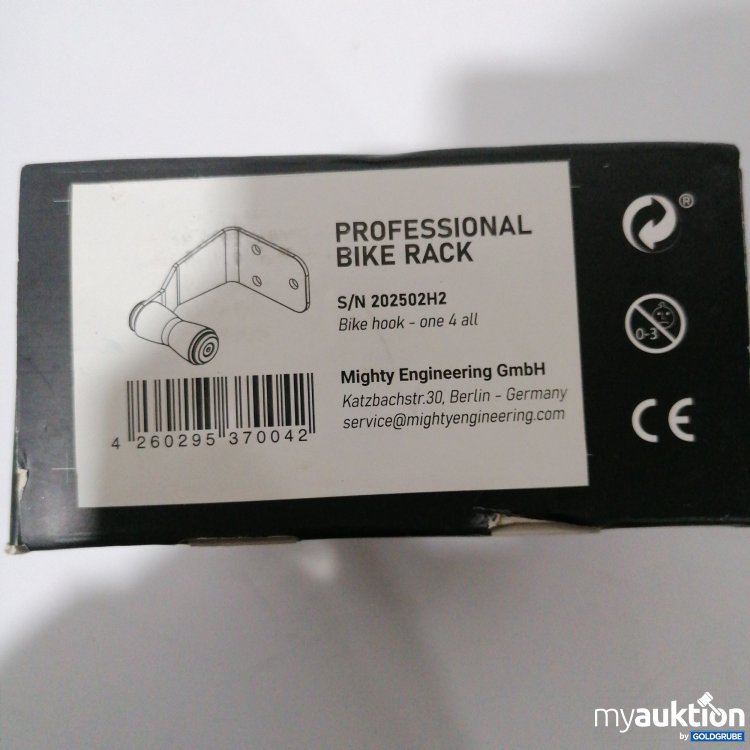 PROFESSIONAL
BIKE RACK
S/N 202502H2
Bike hook - one 4 all
Mighty Engineering GmbH
Katzbachstr.30, Berlin - Germany
service@mightyengineering.com
4 260295 370042
®
0-3
CE
myauktion
by GOLDGRUBE